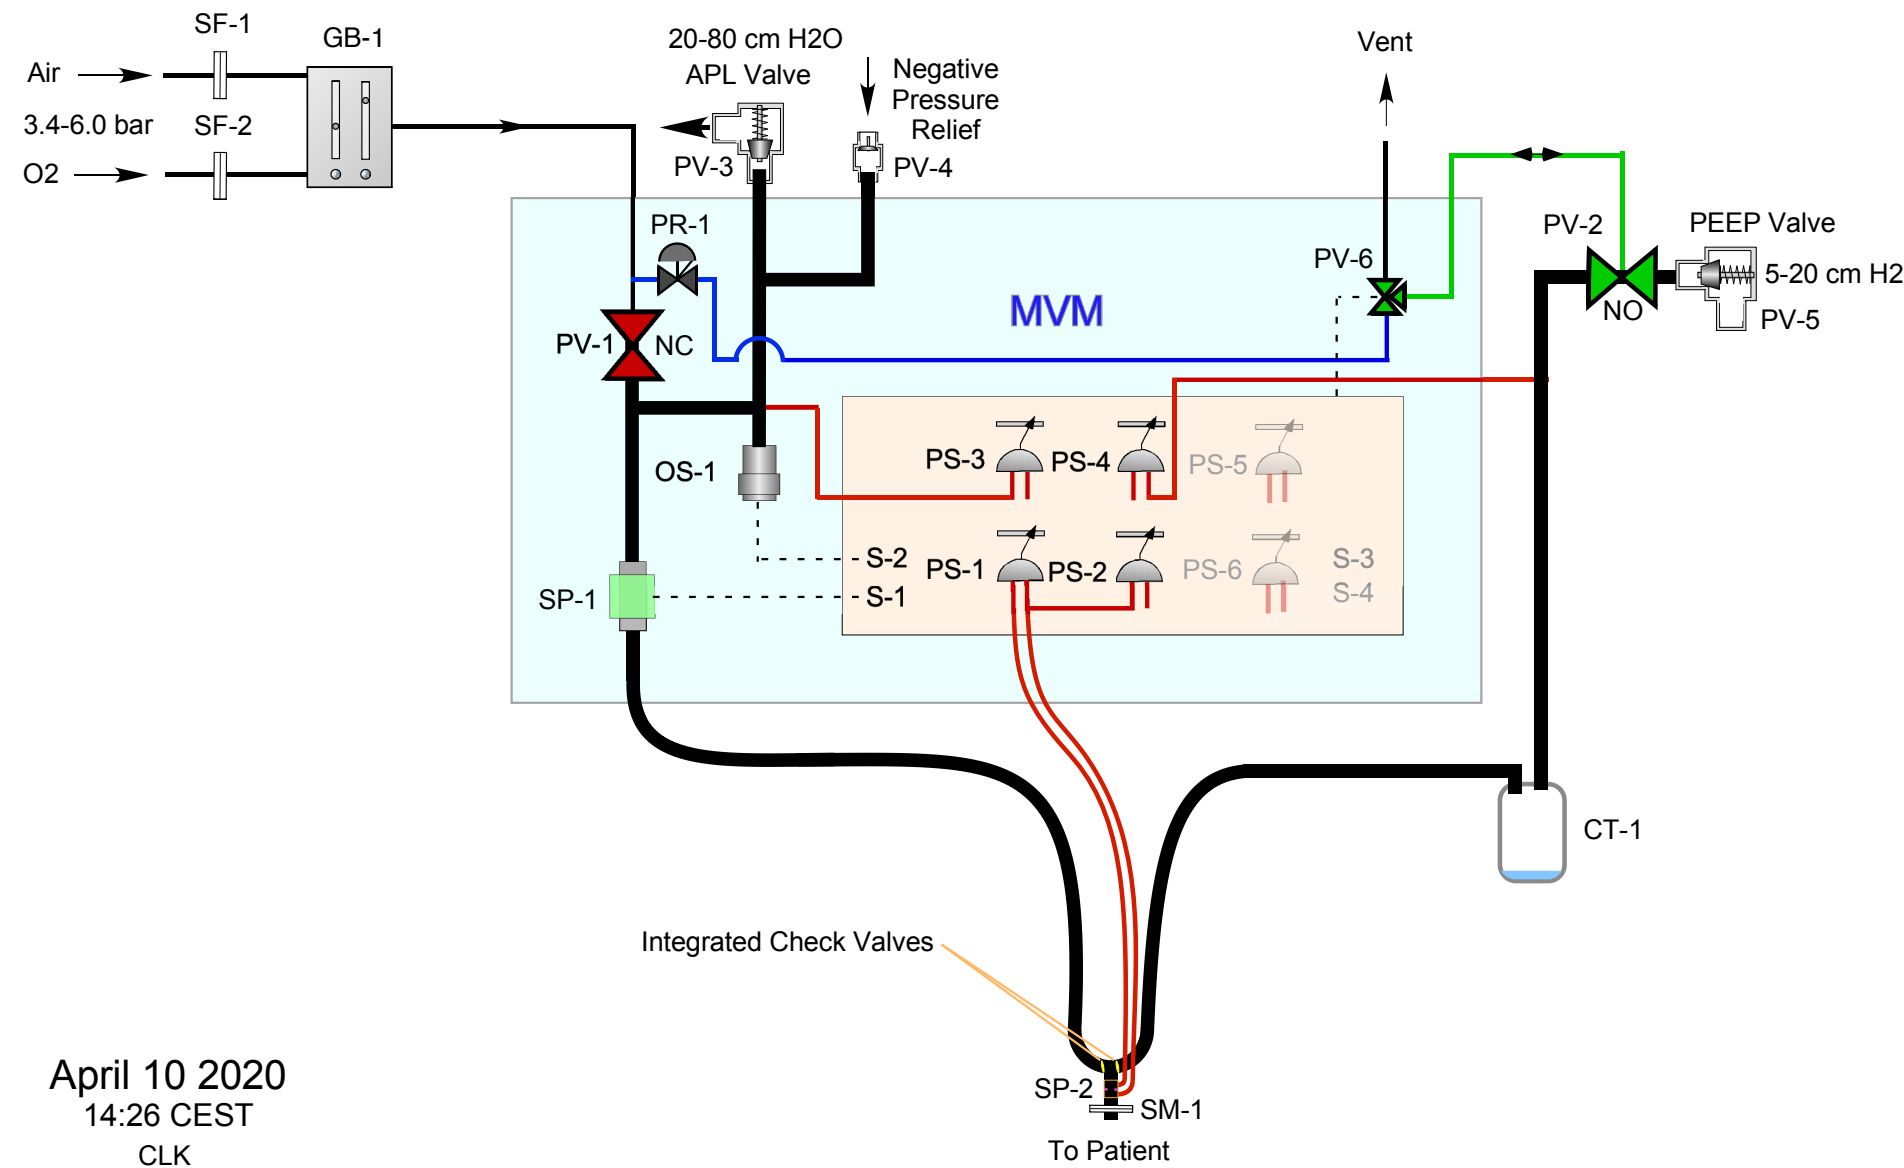 SF-1
GB-1
Air
3.4-6.0 bar
SF-2
O2
20-80 cm H2O
APL Valve
Negative
Pressure
Relief
PV-3
PV-4
Vent
PR-1
PV-2
PEEP Valve
PV-6
5-20 cm H2
NO
PV-5
MVM
PV-1
NC
PS-3
PS-4
PS-5
OS-1
S-2
S-1
PS-1
PS-2
PS-6
S-3
S-4
SP-1
CT-1
Integrated Check Valves
SP-2
SM-1
To Patient
April 10 2020
14:26 CEST
CLK